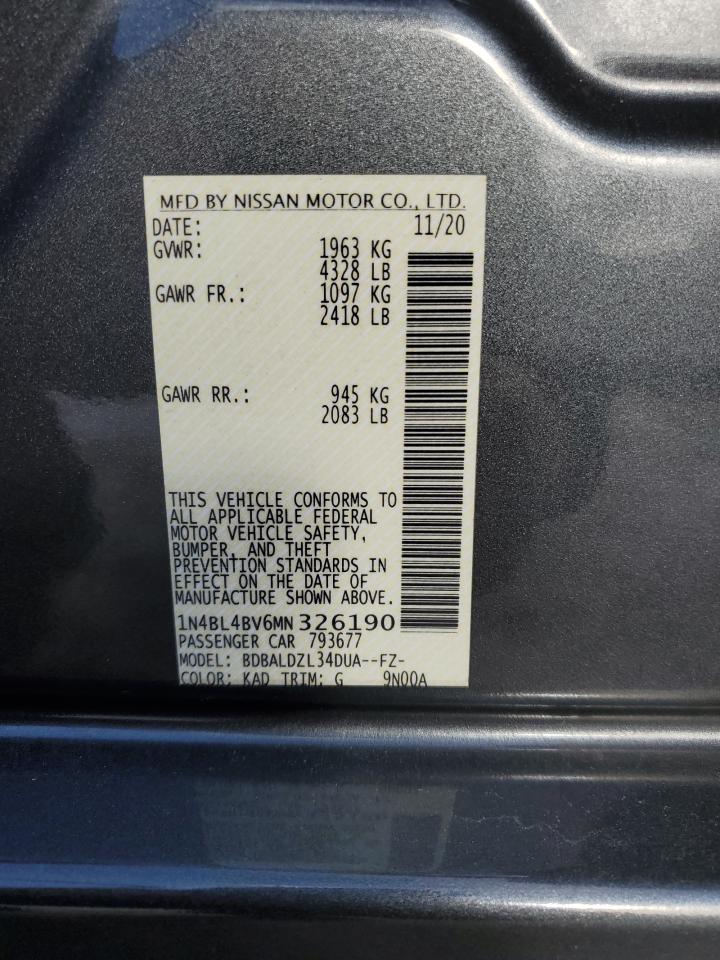 MFD BY NISSAN MOTOR CO., LTD.
DATE: 11/20
GVWR: 1963 KG
4328 LB
GAWR FR.: 1097 KG
2418 LB
GAWR RR.: 945 KG
2083 LB
THIS VEHICLE CONFORMS TO
ALL APPLICABLE FEDERAL
MOTOR VEHICLE SAFETY,
BUMPER, AND THEFT
PREVENTION STANDARDS IN
EFFECT ON THE DATE OF
MANUFACTURE SHOWN ABOVE.
1N4BL4BV6MN326190
PASSENGER CAR 793677
MODEL: BDBALDZL34DUA--FZ-
COLOR: KAD TRIM: G 9N00A